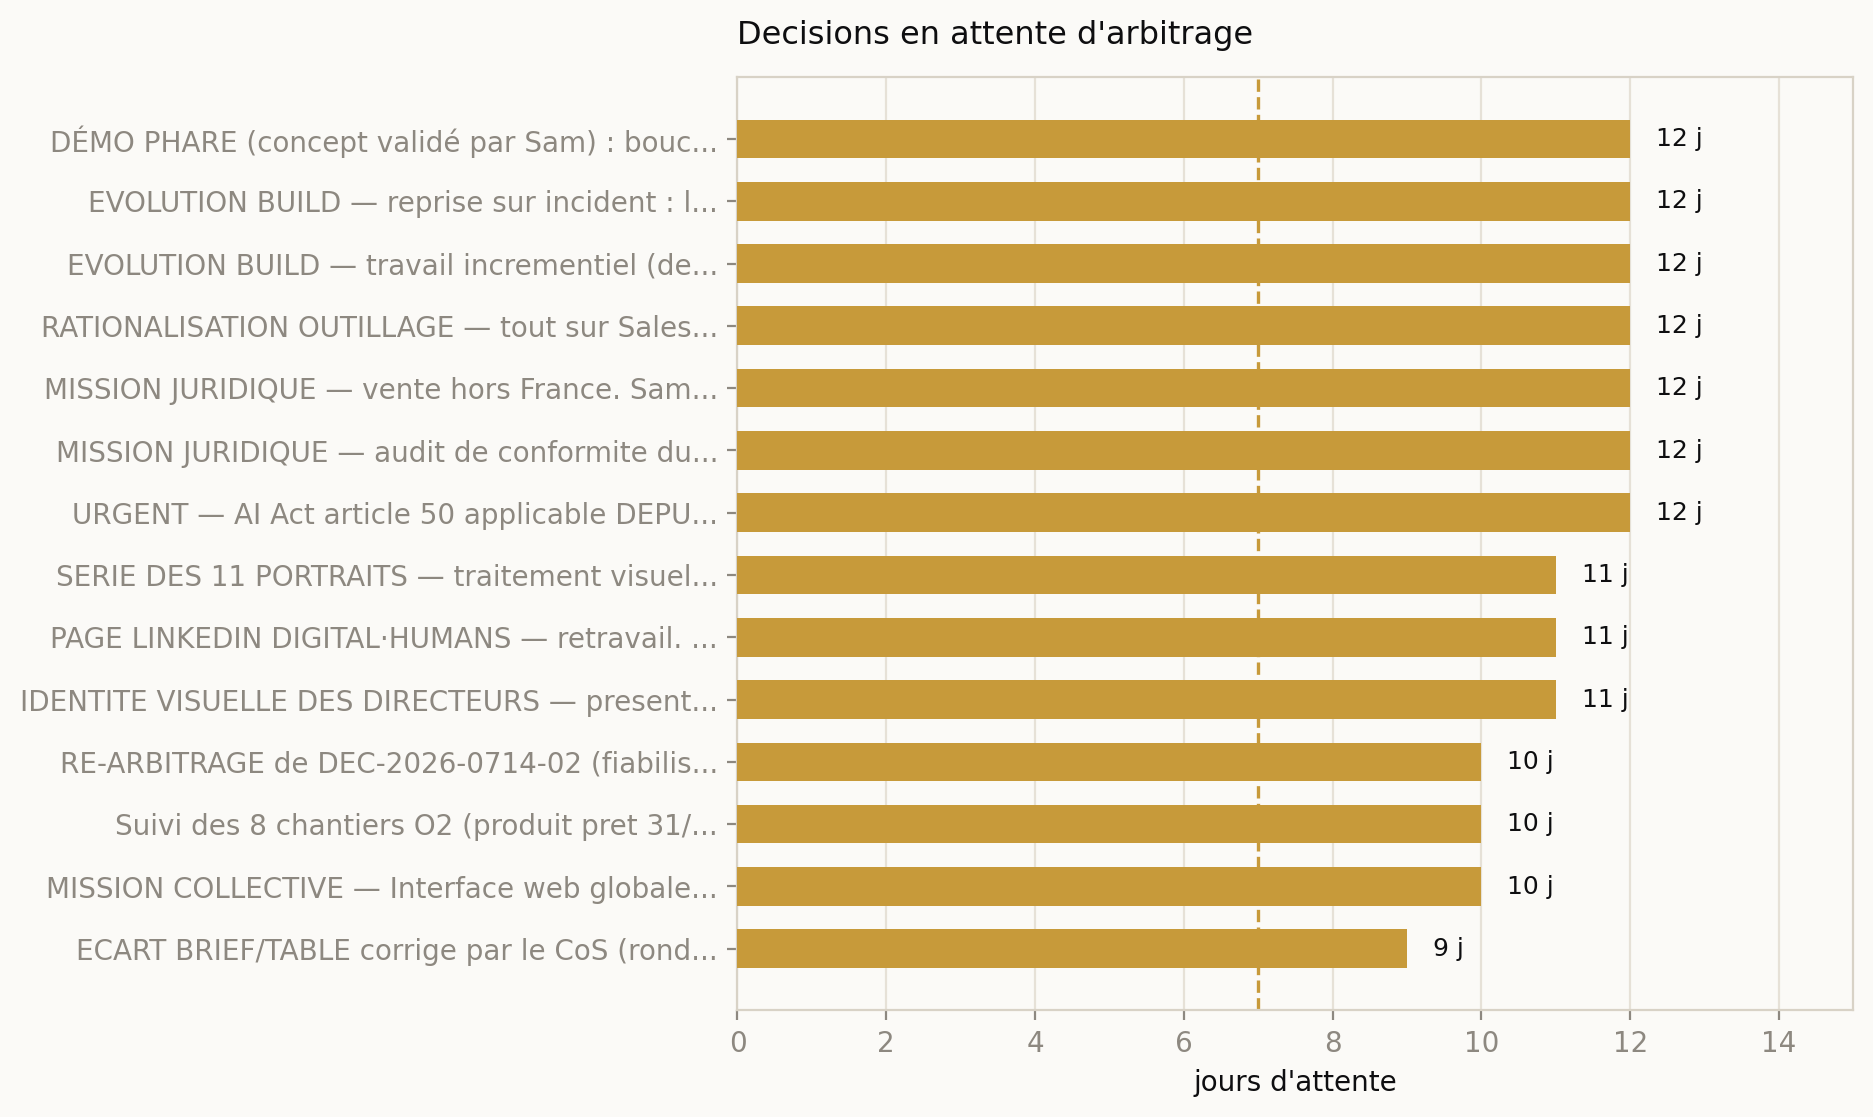 Decisions en attente d'arbitrage
DÉMO PHARE (concept validé par Sam) : bouc... 12 j
EVOLUTION BUILD — reprise sur incident : l... 12 j
EVOLUTION BUILD — travail incrementiel (de... 12 j
RATIONALISATION OUTILLAGE — tout sur Sales... 12 j
MISSION JURIDIQUE — vente hors France. Sam... 12 j
MISSION JURIDIQUE — audit de conformite du... 12 j
URGENT — AI Act article 50 applicable DEPU... 12 j
SERIE DES 11 PORTRAITS — traitement visuel... 11 j
PAGE LINKEDIN DIGITAL·HUMANS — retravail. ... 11 j
IDENTITE VISUELLE DES DIRECTEURS — present... 11 j
RE-ARBITRAGE de DEC-2026-0714-02 (fiabilis... 10 j
Suivi des 8 chantiers O2 (produit pret 31/... 10 j
MISSION COLLECTIVE — Interface web globale... 10 j
ECART BRIEF/TABLE corrige par le CoS (rond... 9 j
0 2 4 6 8 10 12 14
jours d'attente